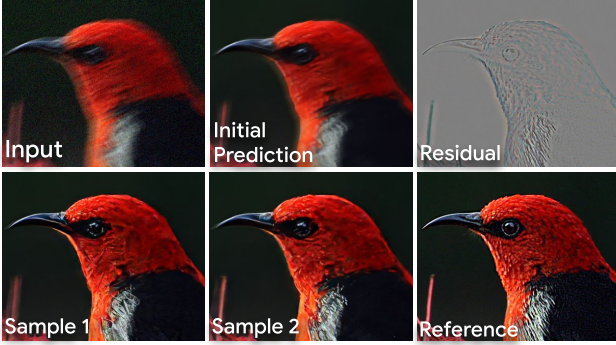 Input
Initial
Prediction
Residual
Sample 1
Sample 2
Reference